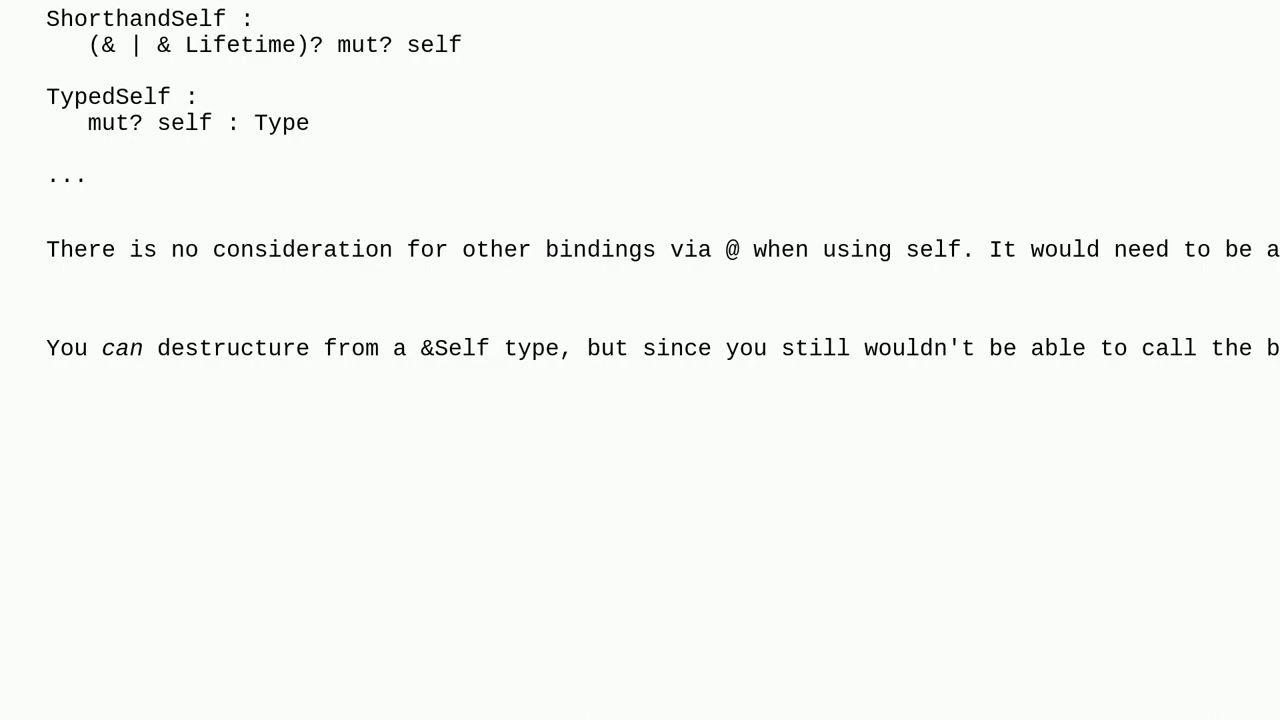 ShorthandSelf :
(& | & Lifetime)? mut? self
TypedSelf :
mut? self : Type
...
There is no consideration for other bindings via @ when using self. It would need to be a
You can destructure from a &Self type, but since you still wouldn't be able to call the b